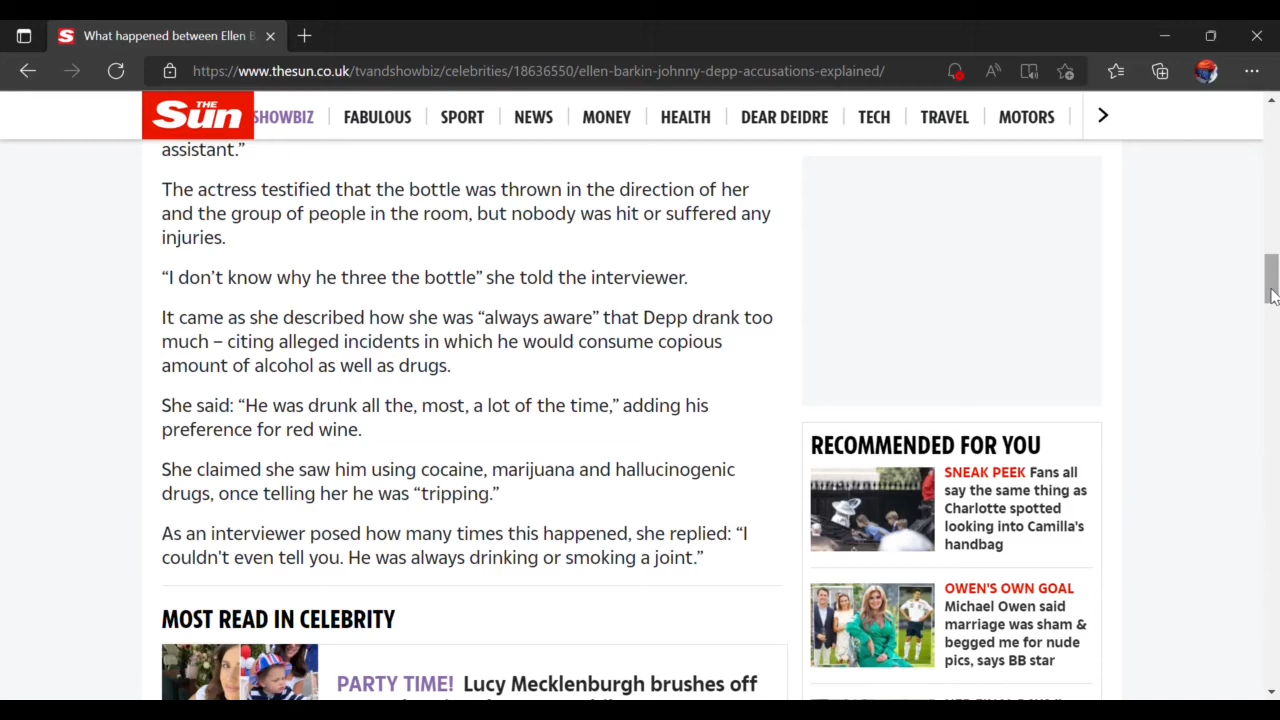 What happened between Ellen B
https://www.thesun.co.uk/tvandshowbiz/celebrities/18636550/ellen-barkin-johnny-depp-accusations-explained/
THE Sun
SHOWBIZ FABULOUS SPORT NEWS MONEY HEALTH DEAR DEIDRE TECH TRAVEL MOTORS
assistant.”
The actress testified that the bottle was thrown in the direction of her
and the group of people in the room, but nobody was hit or suffered any
injuries.
“I don’t know why he three the bottle” she told the interviewer.
It came as she described how she was “always aware” that Depp drank too
much – citing alleged incidents in which he would consume copious
amount of alcohol as well as drugs.
She said: “He was drunk all the, most, a lot of the time,” adding his
preference for red wine.
She claimed she saw him using cocaine, marijuana and hallucinogenic
drugs, once telling her he was “tripping.”
As an interviewer posed how many times this happened, she replied: “I
couldn't even tell you. He was always drinking or smoking a joint.”
MOST READ IN CELEBRITY
PARTY TIME! Lucy Mecklenburgh brushes off
RECOMMENDED FOR YOU
SNEAK PEEK Fans all
say the same thing as
Charlotte spotted
looking into Camilla's
handbag
OWEN'S OWN GOAL
Michael Owen said
marriage was sham &
begged me for nude
pics, says BB star